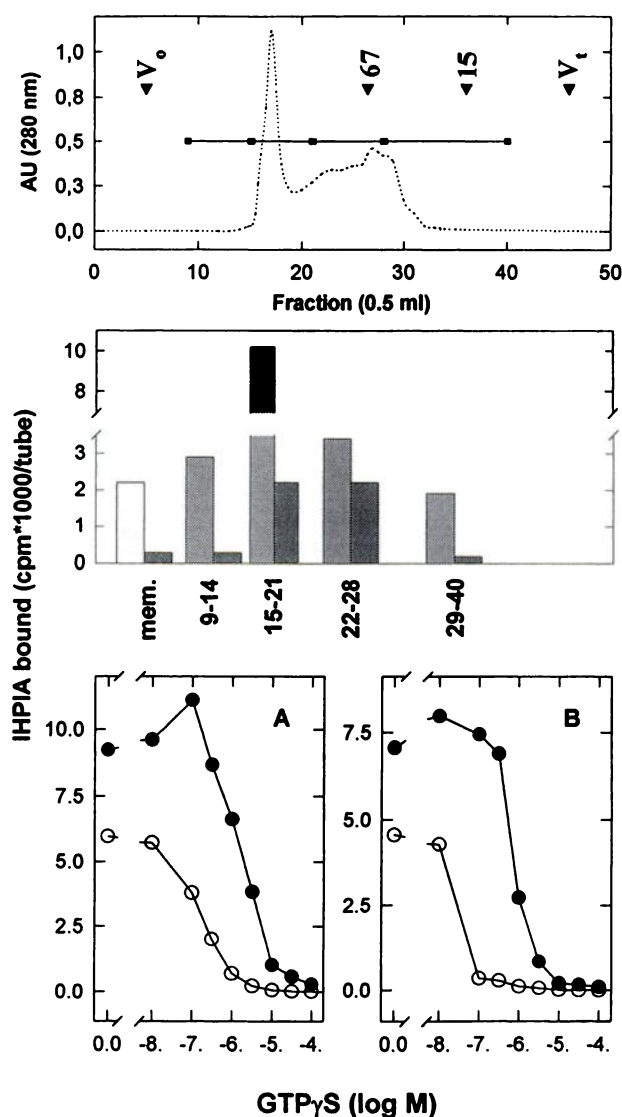 1,0
0,8
0,5
0,3
0,0
AU (280 nm)
Vo
67
15
Vt
0 10 20 30 40 50
Fraction (0.5 ml)
10
8
3
2
1
0
IHPIA bound (cpm*1000/tube)
mem.
9-14
15-21
22-28
29-40
A
10.0
7.5
5.0
2.5
0.0
0.0 -8. -7. -6. -5. -4.
B
7.5
5.0
2.5
0.0
0.0 -8. -7. -6. -5. -4.
GTPγS (log M)